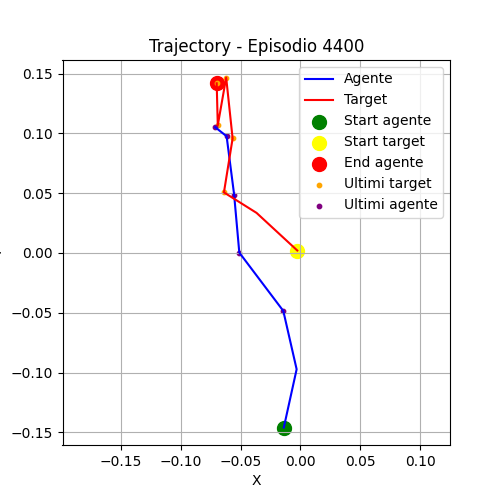 Trajectory - Episodio 4400
Agente
Target
Start agente
Start target
End agente
Ultimi target
Ultimi agente
0.15
0.10
0.05
0.00
−0.05
−0.10
−0.15
−0.15 −0.10 −0.05 0.00 0.05 0.10
X